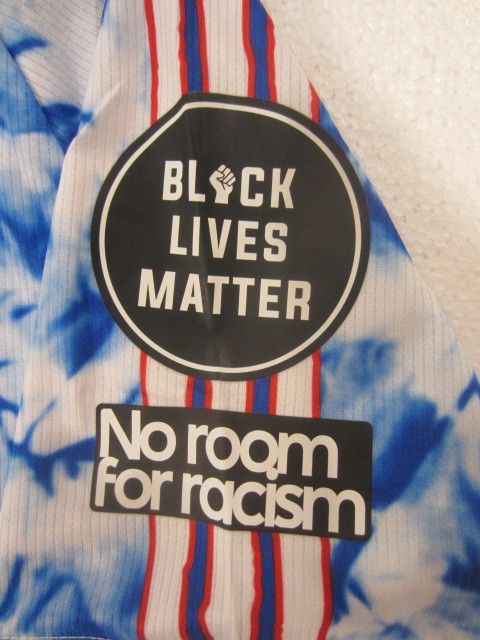 BLACK
LIVES
MATTER
No room
for racism